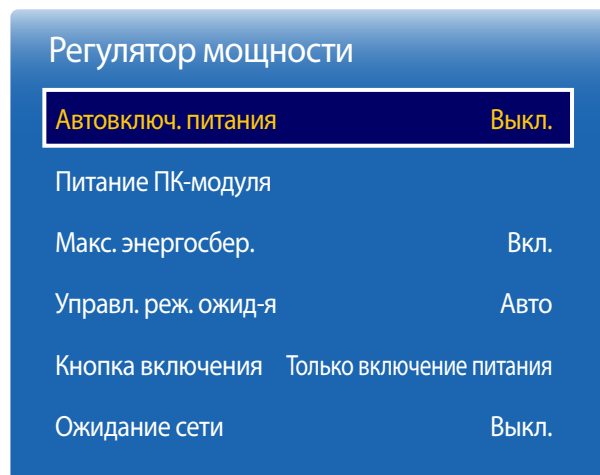 Регулятор мощности
Автовключ. питания Выкл.
Питание ПК-модуля
Макс. энергосбер. Вкл.
Управл. реж. ожид-я Авто
Кнопка включения Только включение питания
Ожидание сети Выкл.